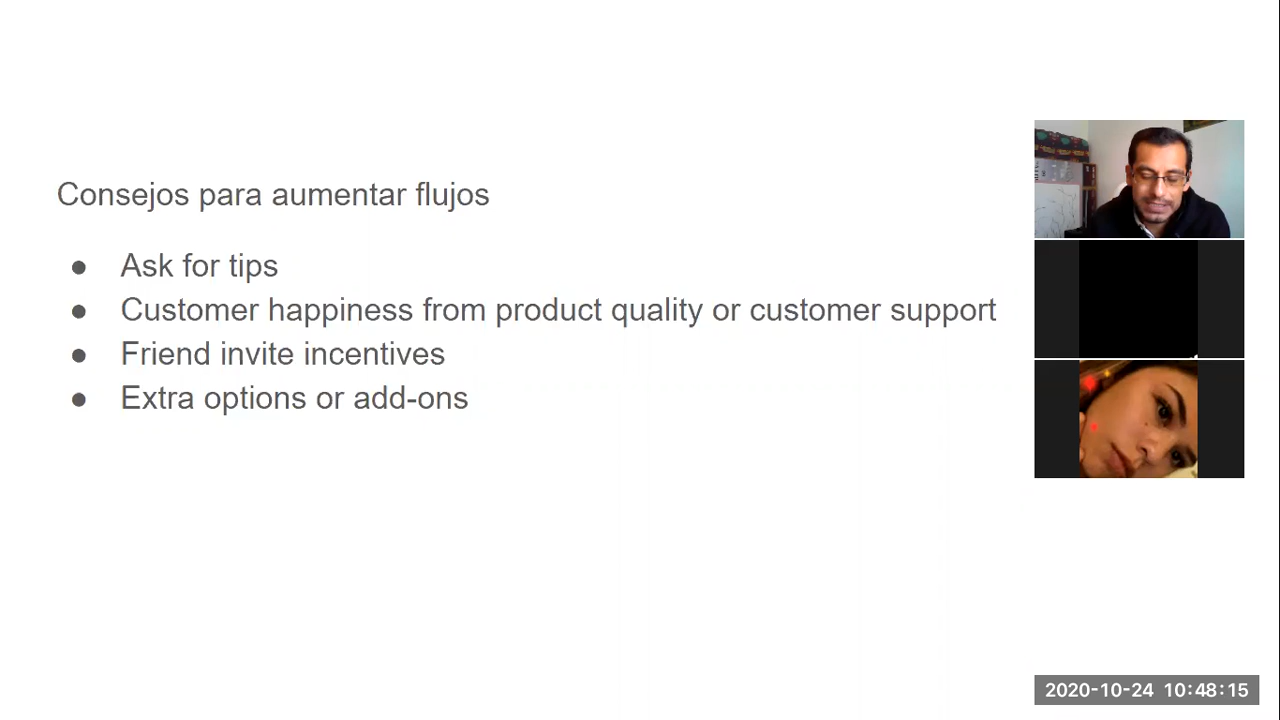 Consejos para aumentar flujos
● Ask for tips
● Customer happiness from product quality or customer support
● Friend invite incentives
● Extra options or add-ons
2020-10-24 10:48:15